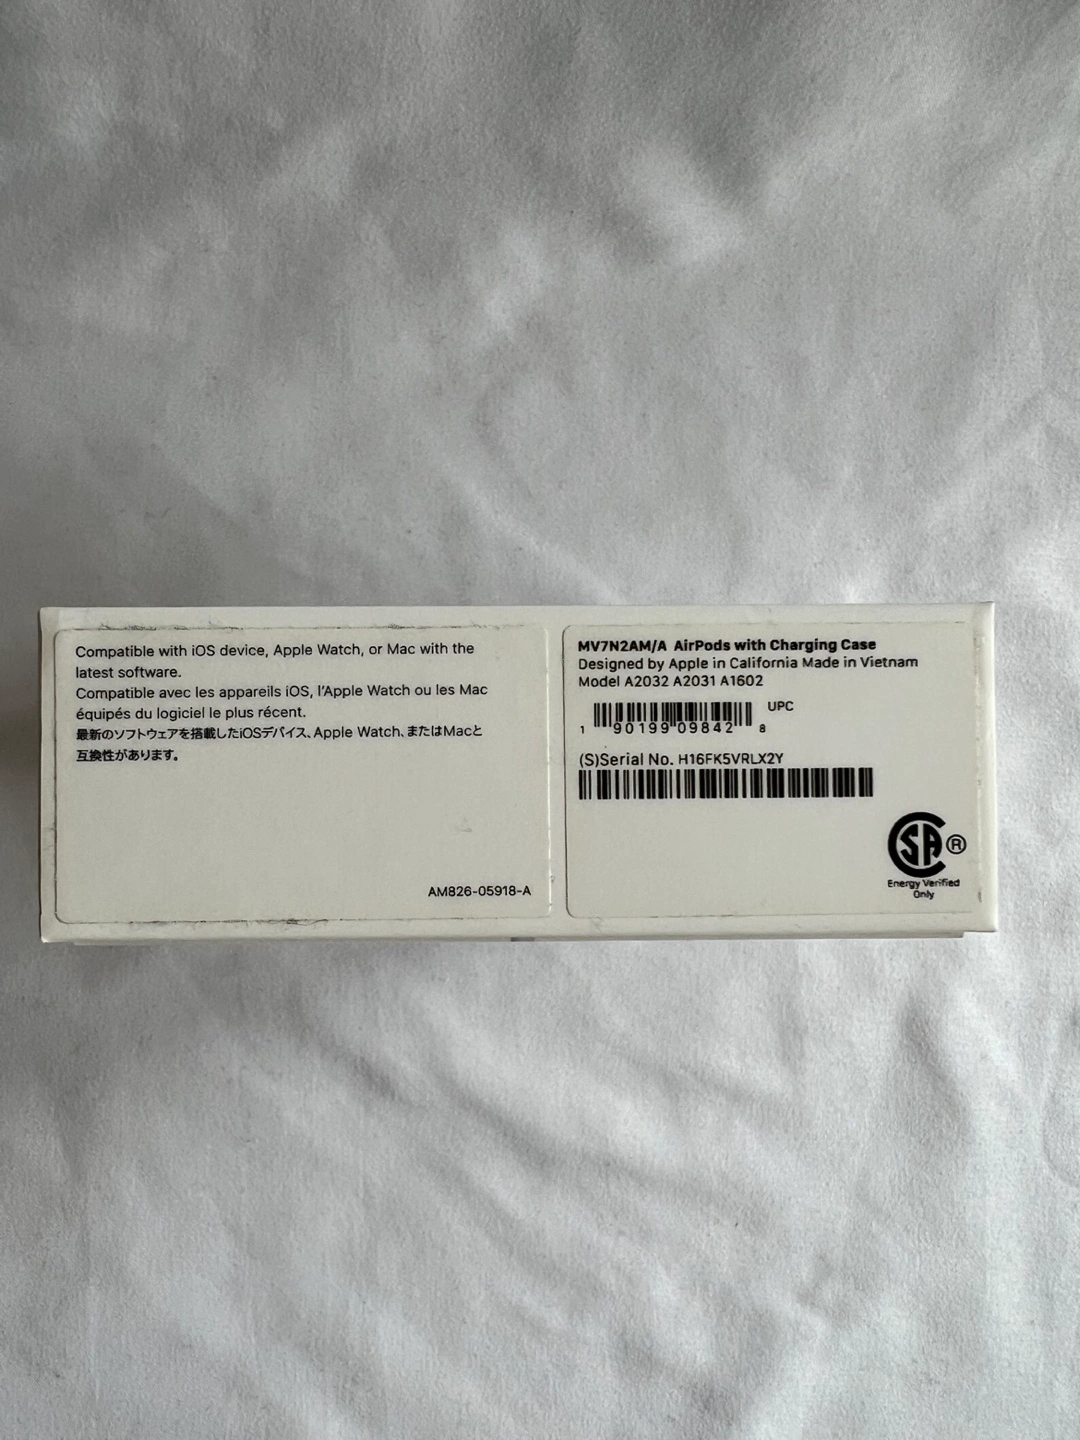 Compatible with iOS device, Apple Watch, or Mac with the
latest software.
Compatible avec les appareils iOS, l'Apple Watch ou les Mac
équipés du logiciel le plus récent.
最新のソフトウェアを搭載したiOSデバイス、Apple Watch、またはMacと
互換性があります。
AM826-05918-A
MV7N2AM/A AirPods with Charging Case
Designed by Apple in California Made in Vietnam
Model A2032 A2031 A1602
UPC
1 90199 09842 8
(S)Serial No. H16FK5VRLX2Y
CSA ®
Energy Verified
Only